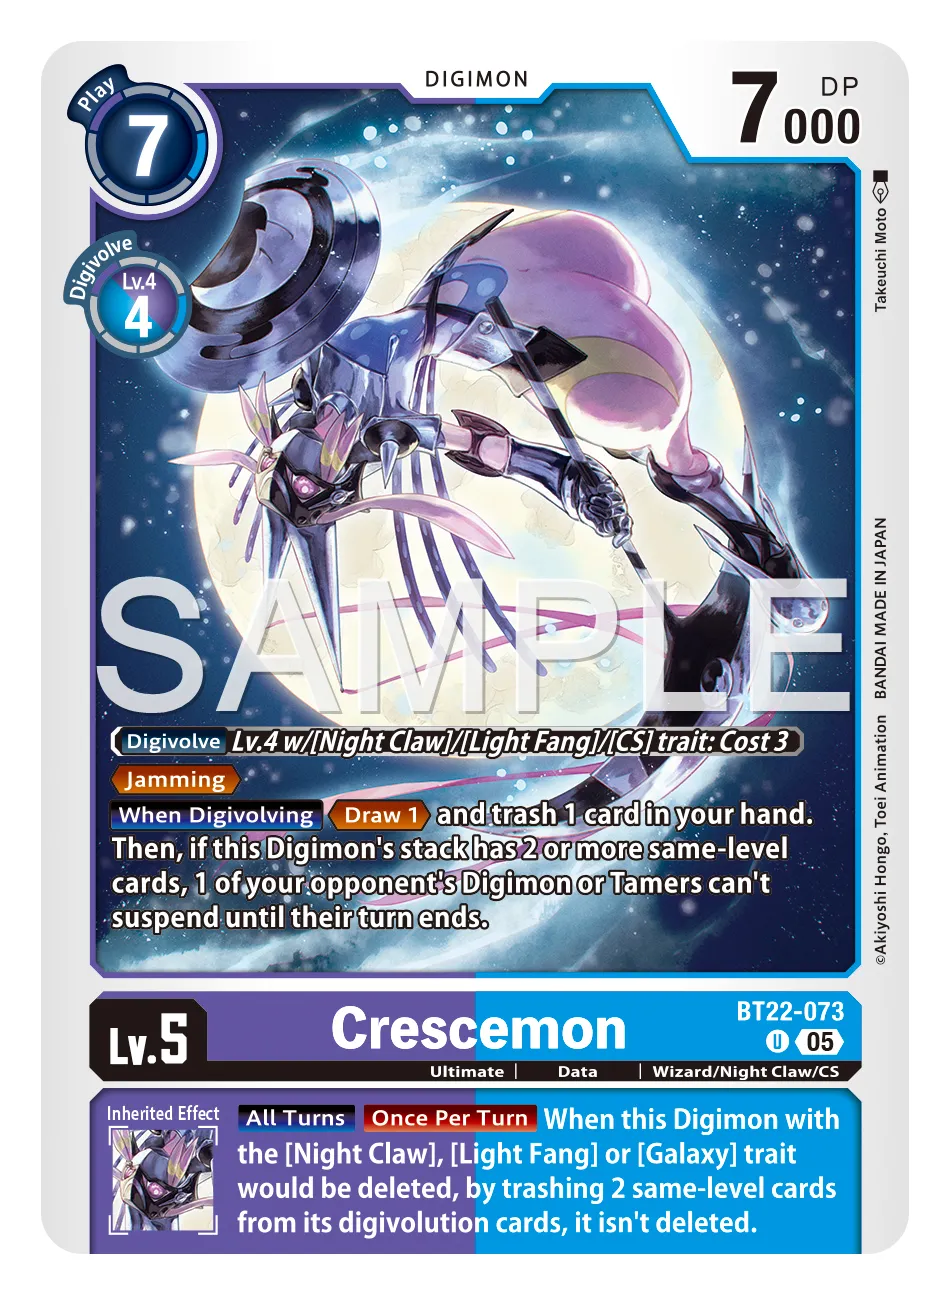 DIGIMON
Play
7
7000
DP
Digivolve
Lv.4
4
Takeuchi Moto
BANDAI MADE IN JAPAN
©Akiyoshi Hongo, Toei Animation
SAMPLE
Digivolve Lv.4 w/[Night Claw]/[Light Fang]/[CS] trait: Cost 3
Jamming
When Digivolving Draw 1 and trash 1 card in your hand.
Then, if this Digimon's stack has 2 or more same-level
cards, 1 of your opponent's Digimon or Tamers can't
suspend until their turn ends.
Lv.5
Crescemon
BT22-073
U 05
Ultimate | Data | Wizard/Night Claw/CS
Inherited Effect
All Turns Once Per Turn When this Digimon with
the [Night Claw], [Light Fang] or [Galaxy] trait
would be deleted, by trashing 2 same-level cards
from its digivolution cards, it isn't deleted.